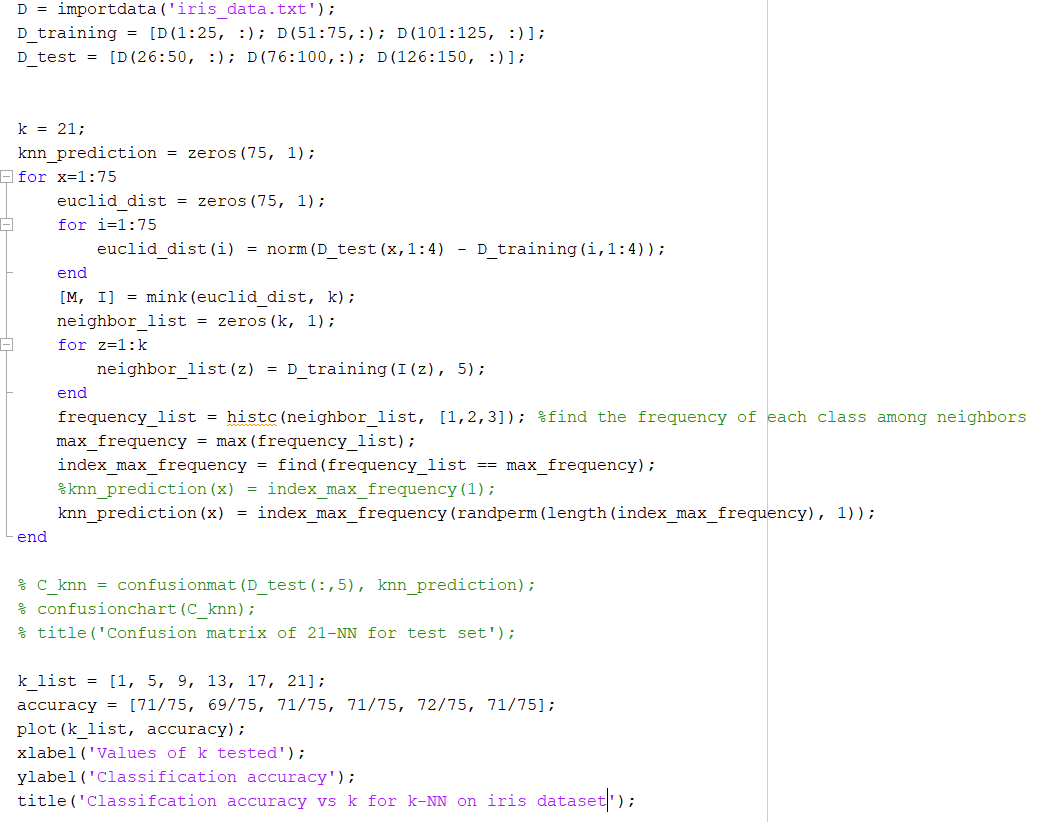 D = importdata('iris_data.txt');
D_training = [D(1:25, :); D(51:75,:); D(101:125, :)];
D_test = [D(26:50, :); D(76:100,:); D(126:150, :)];
k = 21;
knn_prediction = zeros(75, 1);
for x=1:75
    euclid_dist = zeros(75, 1);
    for i=1:75
        euclid_dist(i) = norm(D_test(x,1:4) - D_training(i,1:4));
    end
    [M, I] = mink(euclid_dist, k);
    neighbor_list = zeros(k, 1);
    for z=1:k
        neighbor_list(z) = D_training(I(z), 5);
    end
    frequency_list = histc(neighbor_list, [1,2,3]); %find the frequency of each class among neighbors
    max_frequency = max(frequency_list);
    index_max_frequency = find(frequency_list == max_frequency);
    %knn_prediction(x) = index_max_frequency(1);
    knn_prediction(x) = index_max_frequency(randperm(length(index_max_frequency), 1));
end
% C_knn = confusionmat(D_test(:,5), knn_prediction);
% confusionchart(C_knn);
% title('Confusion matrix of 21-NN for test set');
k_list = [1, 5, 9, 13, 17, 21];
accuracy = [71/75, 69/75, 71/75, 71/75, 72/75, 71/75];
plot(k_list, accuracy);
xlabel('Values of k tested');
ylabel('Classification accuracy');
title('Classifcation accuracy vs k for k-NN on iris dataset');